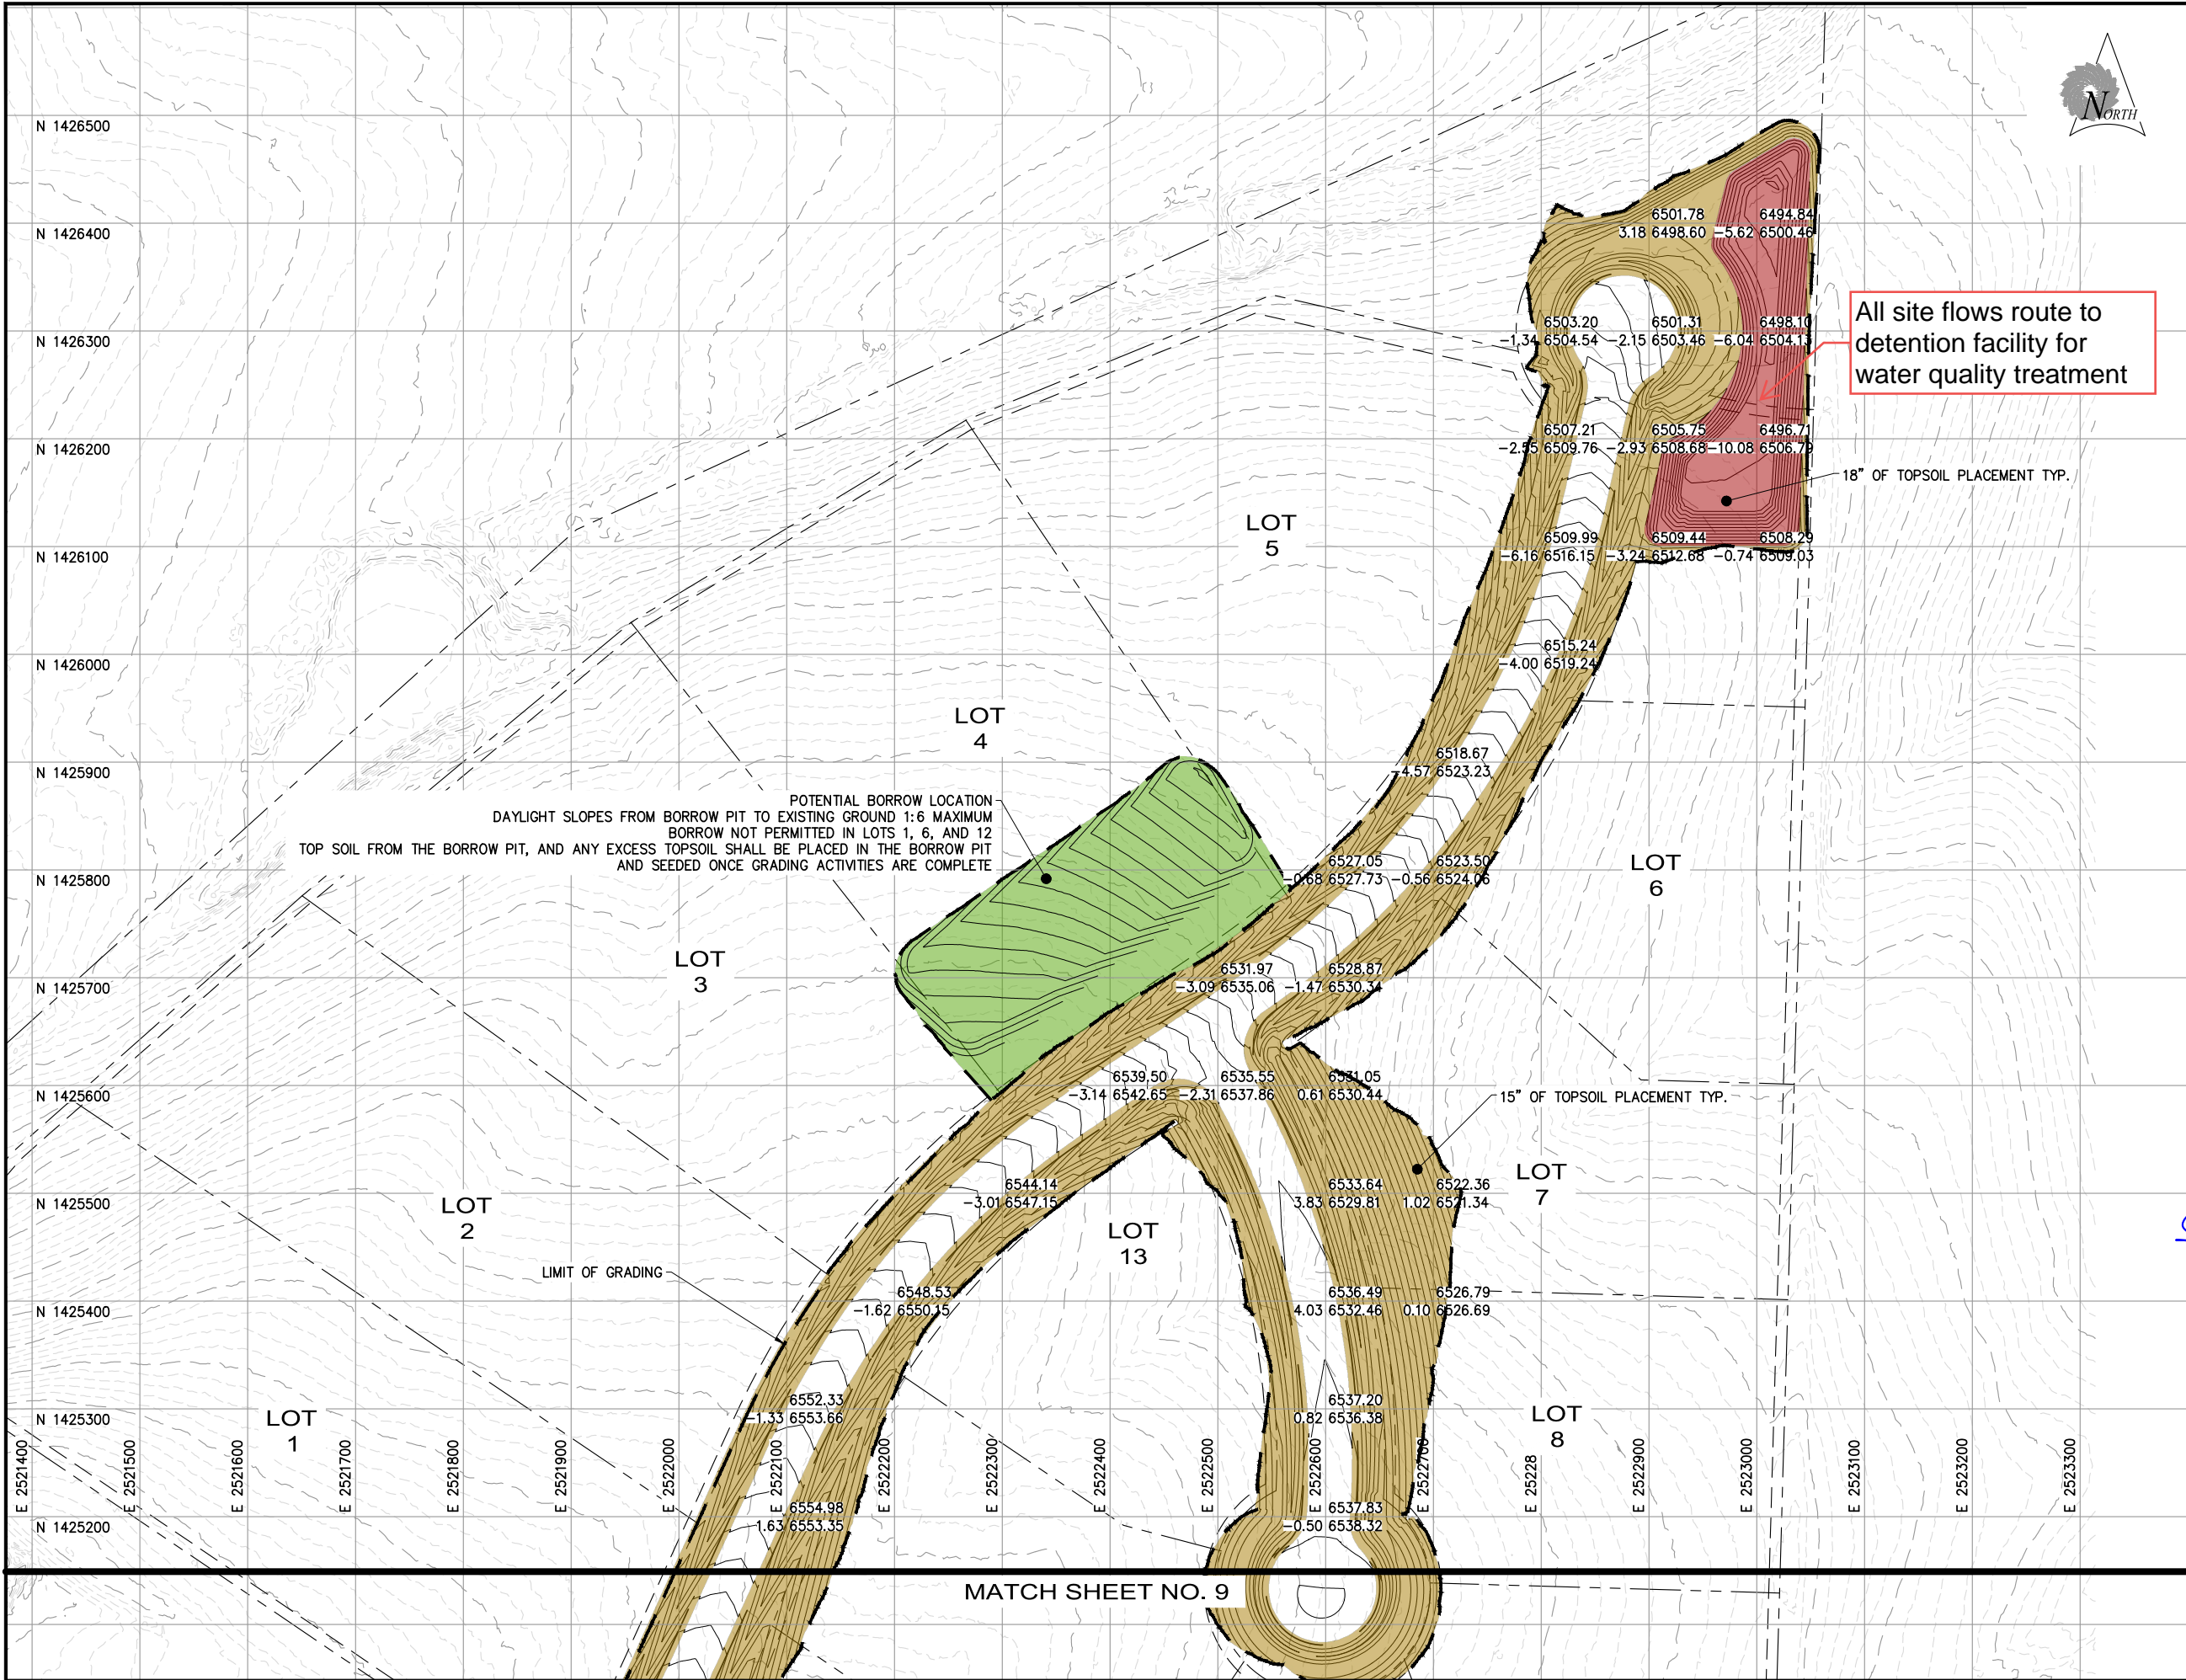 NORTH
N 1426500
N 1426400
6501.78 6494.84
3.18 6498.60 -5.62 6500.46
All site flows route to
detention facility for
water quality treatment
N 1426300
6503.20 6501.31 6498.10
-1.34 6504.54 -2.15 6503.46 -6.04 6504.13
N 1426200
6507.21 6505.75 6496.71
-2.55 6509.76 -2.93 6508.68 -10.08 6506.79
18" OF TOPSOIL PLACEMENT TYP.
LOT
5
N 1426100
6509.99 6509.44 6508.29
-6.16 6516.15 -3.24 6512.68 -0.74 6509.03
N 1426000
6515.24
-4.00 6519.24
LOT
4
N 1425900
6518.67
-4.57 6523.23
POTENTIAL BORROW LOCATION
DAYLIGHT SLOPES FROM BORROW PIT TO EXISTING GROUND 1:6 MAXIMUM
BORROW NOT PERMITTED IN LOTS 1, 6, AND 12
TOP SOIL FROM THE BORROW PIT, AND ANY EXCESS TOPSOIL SHALL BE PLACED IN THE BORROW PIT
AND SEEDED ONCE GRADING ACTIVITIES ARE COMPLETE
N 1425800
6527.05 6523.50
-0.68 6527.73 -0.56 6524.06
LOT
6
LOT
3
N 1425700
6531.97 6528.87
-3.09 6535.06 -1.47 6530.34
N 1425600
6539.50 6535.55 6531.05
-3.14 6542.65 -2.31 6537.86 0.61 6530.44
15" OF TOPSOIL PLACEMENT TYP.
LOT
7
N 1425500
6544.14 6533.64 6522.36
-3.01 6547.15 3.83 6529.81 1.02 6521.34
LOT
2
LOT
13
LIMIT OF GRADING
N 1425400
6548.53 6536.49 6526.79
-1.62 6550.15 4.03 6532.46 0.10 6526.69
N 1425300
6552.33 6537.20
-1.33 6553.66 0.82 6536.38
LOT
1
LOT
8
E 2521400
E 2521500
E 2521600
E 2521700
E 2521800
E 2521900
E 2522000
E 2522100
E 2522200
E 2522300
E 2522400
E 2522500
E 2522600
E 2522700
E 25228
E 2522900
E 2523000
E 2523100
E 2523200
E 2523300
N 1425200
6554.98 6537.83
1.63 6553.35 -0.50 6538.32
MATCH SHEET NO. 9